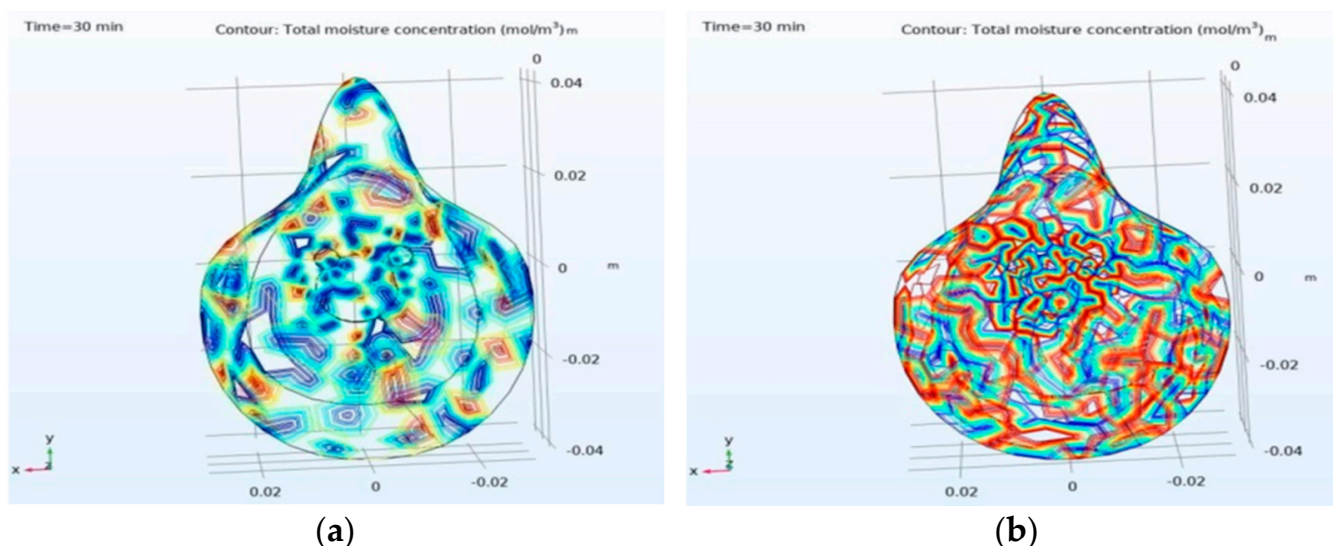 Time=30 min Contour: Total moisture concentration (mol/m³) m
0
0.04
0.02
0 m
-0.02
-0.04
y
x z
0.02 0 -0.02
(a)
Time=30 min Contour: Total moisture concentration (mol/m³) m
0
0.04
0.02
0 m
-0.02
-0.04
y
x z
0.02 0 -0.02
(b)